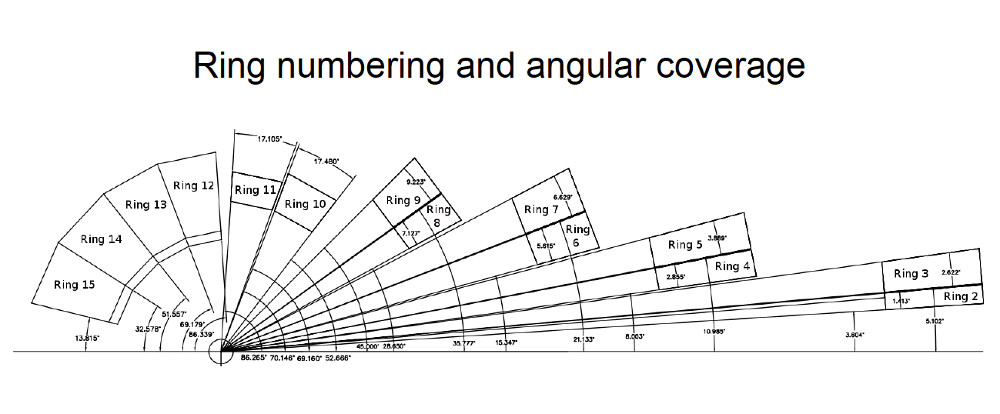 Ring numbering and angular coverage
17.105°
17.480°
Ring 12
Ring 11
Ring 10
Ring 13
Ring 14
Ring 15
9.223°
Ring 9
Ring
8
7.127°
6.629°
Ring 7
Ring
6
5.615°
3.889°
Ring 5
Ring 4
2.855°
Ring 3
2.622°
Ring 2
1.413°
51.557°
32.578°
69.179°
86.339°
13.815°
86.265°
70.146°
69.160°
52.666°
45.000°
28.650°
35.777°
15.347°
21.133°
8.003°
10.985°
3.804°
5.102°